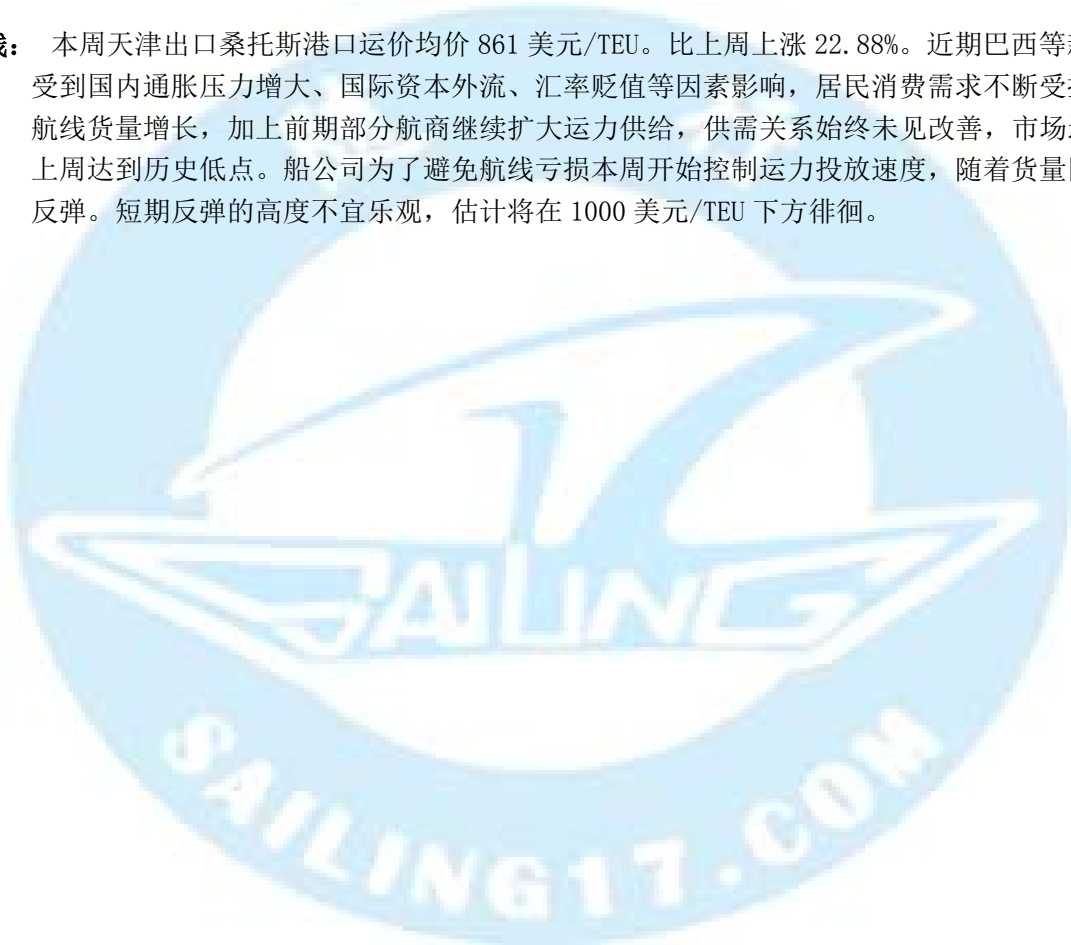 线： 本周天津出口桑托斯港口运价均价 861 美元/TEU。比上周上涨 22.88%。近期巴西等
受到国内通胀压力增大、国际资本外流、汇率贬值等因素影响，居民消费需求不断受
航线货量增长，加上前期部分航商继续扩大运力供给，供需关系始终未见改善，市场
上周达到历史低点。船公司为了避免航线亏损本周开始控制运力投放速度，随着货量
反弹。短期反弹的高度不宜乐观，估计将在 1000 美元/TEU 下方徘徊。
SAILING
SAILING17.COM